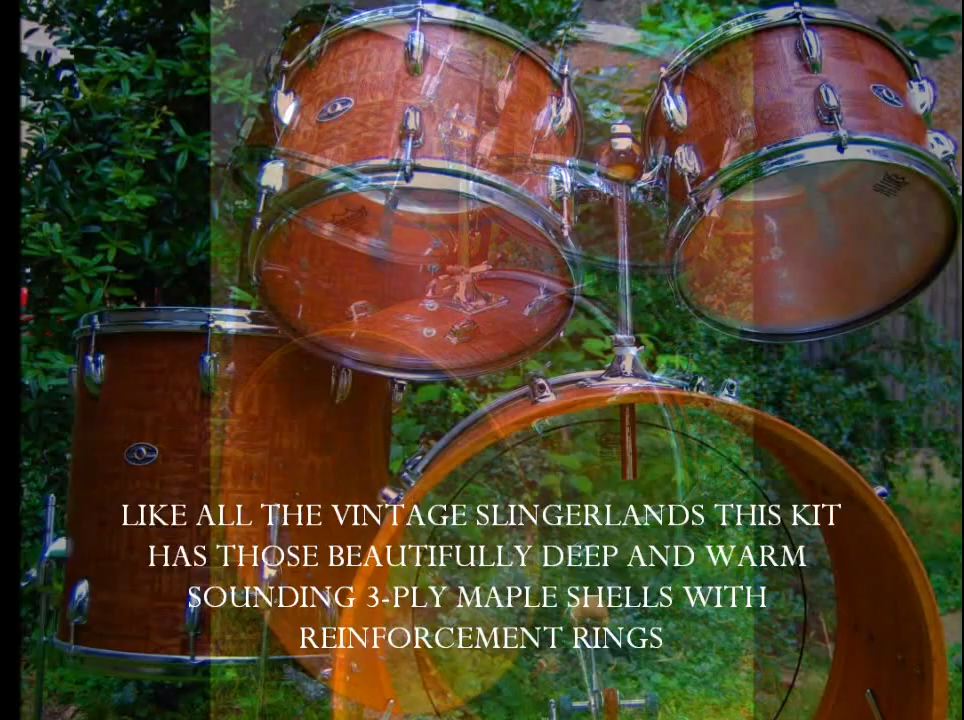 LIKE ALL THE VINTAGE SLINGERLANDS THIS KIT
HAS THOSE BEAUTIFULLY DEEP AND WARM
SOUNDING 3-PLY MAPLE SHELLS WITH
REINFORCEMENT RINGS